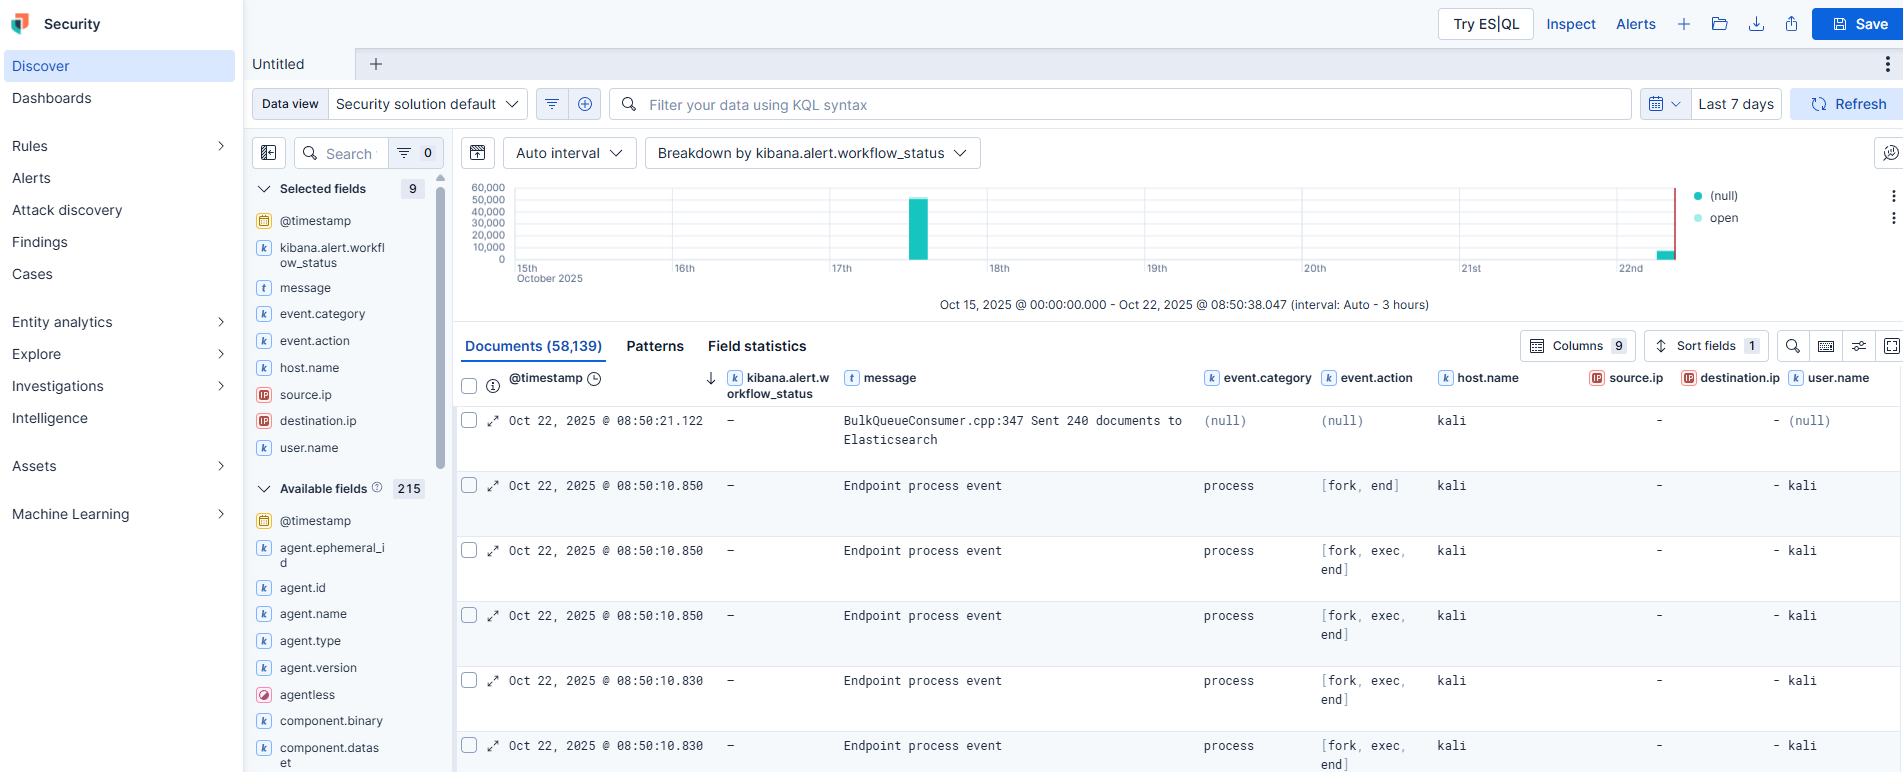 Security
Try ES|QL
Inspect
Alerts
Save
Discover
Dashboards
Rules
Alerts
Attack discovery
Findings
Cases
Entity analytics
Explore
Investigations
Intelligence
Assets
Machine Learning
Untitled
Data view
Security solution default
Filter your data using KQL syntax
Last 7 days
Refresh
Search
0
Selected fields 9
@timestamp
kibana.alert.workfl
ow_status
message
event.category
event.action
host.name
source.ip
destination.ip
user.name
Available fields 215
@timestamp
agent.ephemeral_i
d
agent.id
agent.name
agent.type
agent.version
agentless
component.binary
component.datas
et
Auto interval
Breakdown by kibana.alert.workflow_status
60,000
50,000
40,000
30,000
20,000
10,000
0
15th
October 2025
16th
17th
18th
19th
20th
21st
22nd
(null)
open
Oct 15, 2025 @ 00:00:00.000 - Oct 22, 2025 @ 08:50:38.047 (interval: Auto - 3 hours)
Documents (58,139)
Patterns
Field statistics
Columns 9
Sort fields 1
@timestamp
kibana.alert.w
orkflow_status
message
event.category
event.action
host.name
source.ip
destination.ip
user.name
Oct 22, 2025 @ 08:50:21.122 – BulkQueueConsumer.cpp:347 Sent 240 documents to (null) (null) kali – – (null)
Elasticsearch
Oct 22, 2025 @ 08:50:10.850 – Endpoint process event process [fork, end] kali – – kali
Oct 22, 2025 @ 08:50:10.850 – Endpoint process event process [fork, exec, kali – – kali
end]
Oct 22, 2025 @ 08:50:10.850 – Endpoint process event process [fork, exec, kali – – kali
end]
Oct 22, 2025 @ 08:50:10.830 – Endpoint process event process [fork, exec, kali – – kali
end]
Oct 22, 2025 @ 08:50:10.830 – Endpoint process event process [fork, exec, kali – – kali
end]